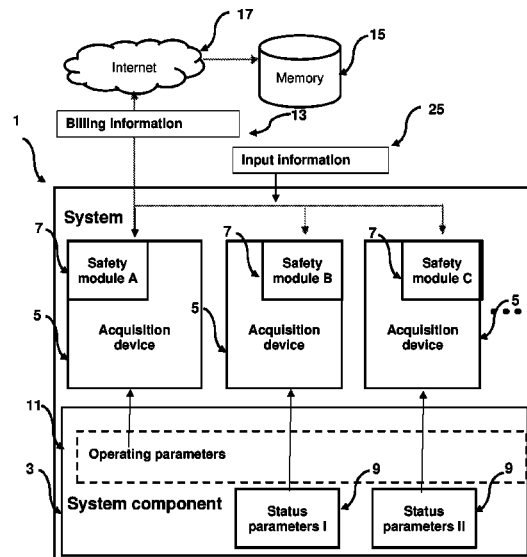 17
Internet
15
Memory
Billing information
13
1
25
Input information
System
7
Safety
module A
7
Safety
module B
7
Safety
module C
5
Acquisition
device
5
Acquisition
device
Acquisition
device
5
11
Operating parameters
3
System component
9
Status
parameters I
9
Status
parameters II